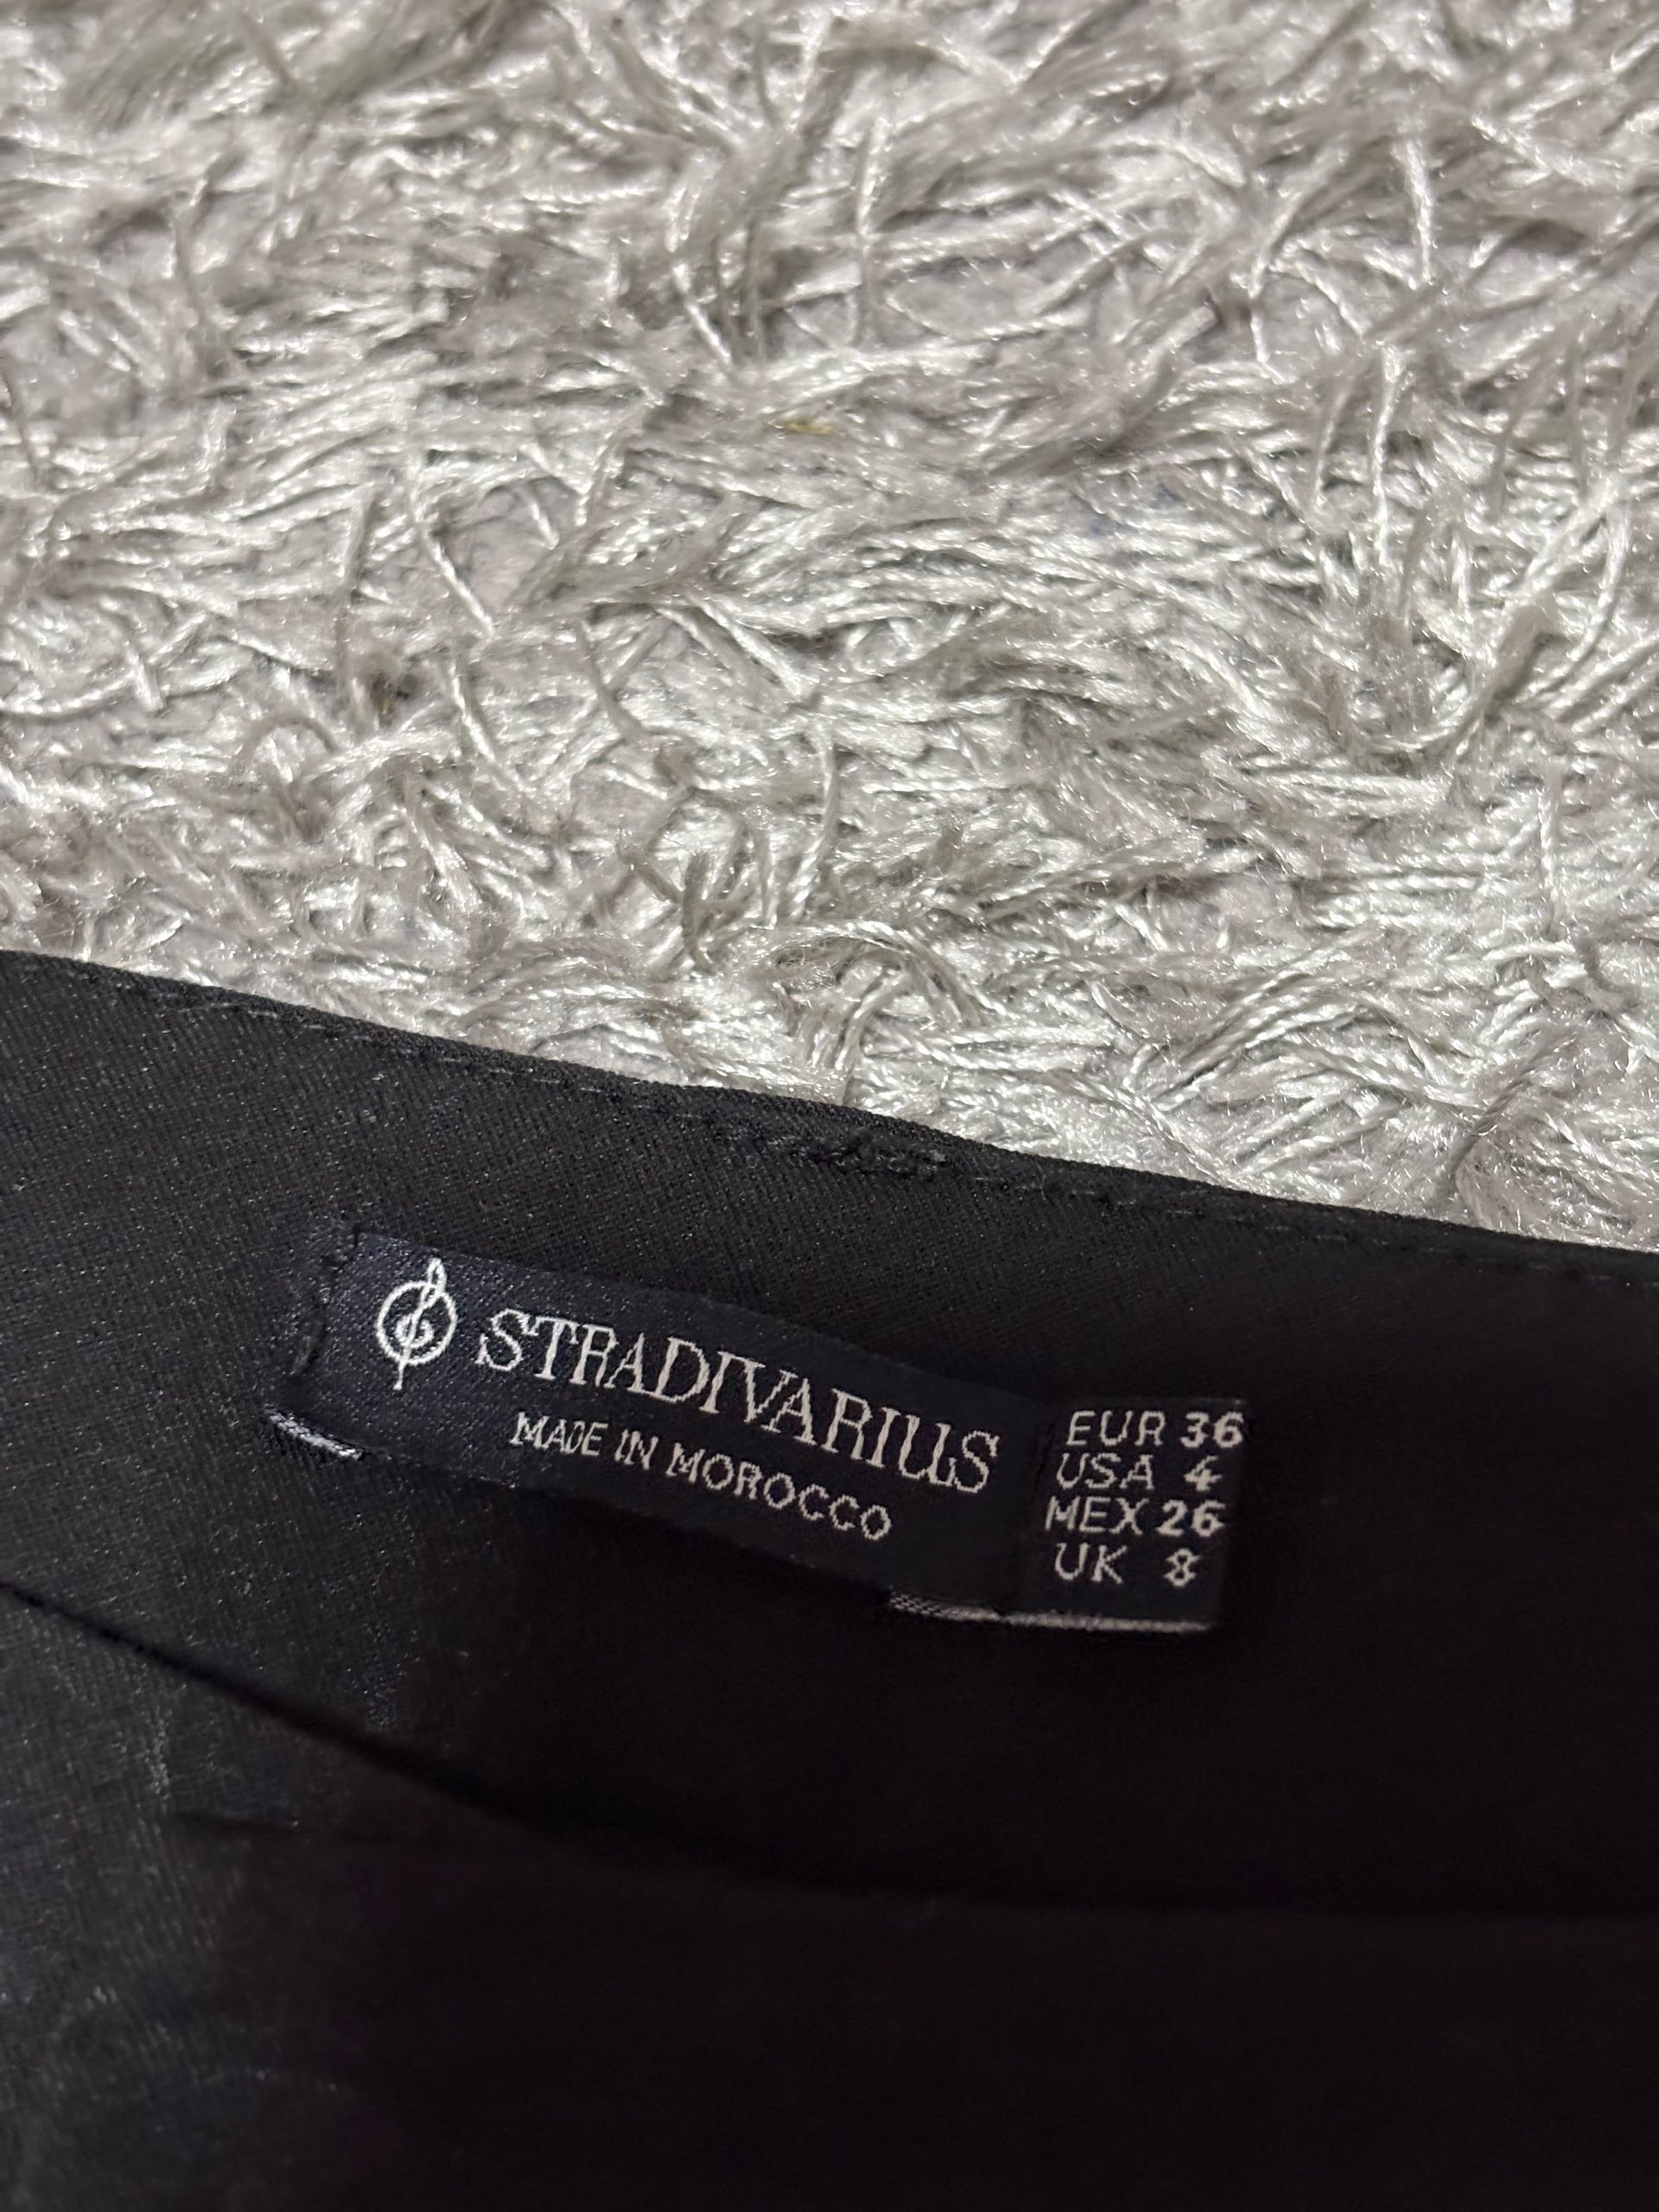 STRADIVARIUS
MADE IN MOROCCO
EUR 36
USA 4
MEX 26
UK 8